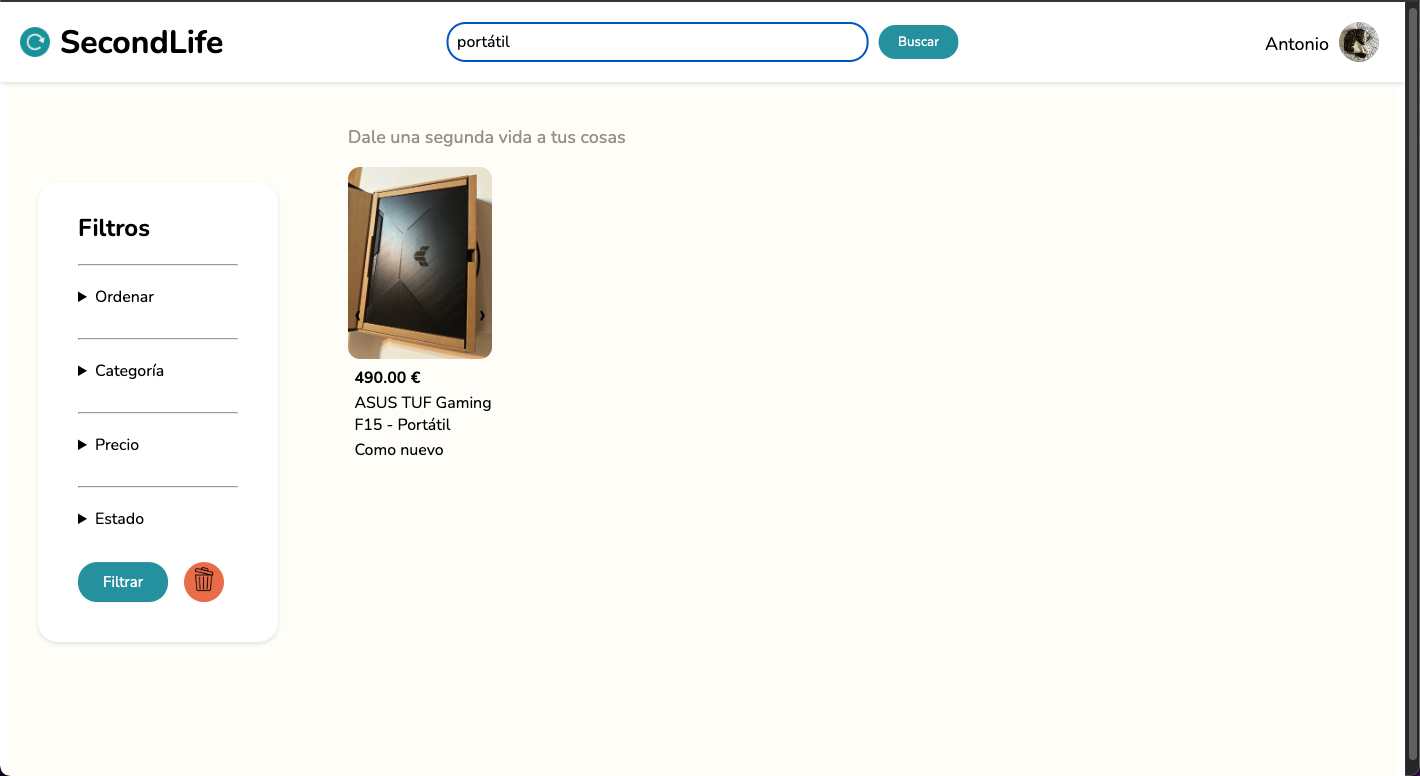 SecondLife
portátil
Buscar
Antonio
Dale una segunda vida a tus cosas
Filtros
Ordenar
Categoría
Precio
Estado
Filtrar
490.00 €
ASUS TUF Gaming
F15 - Portátil
Como nuevo